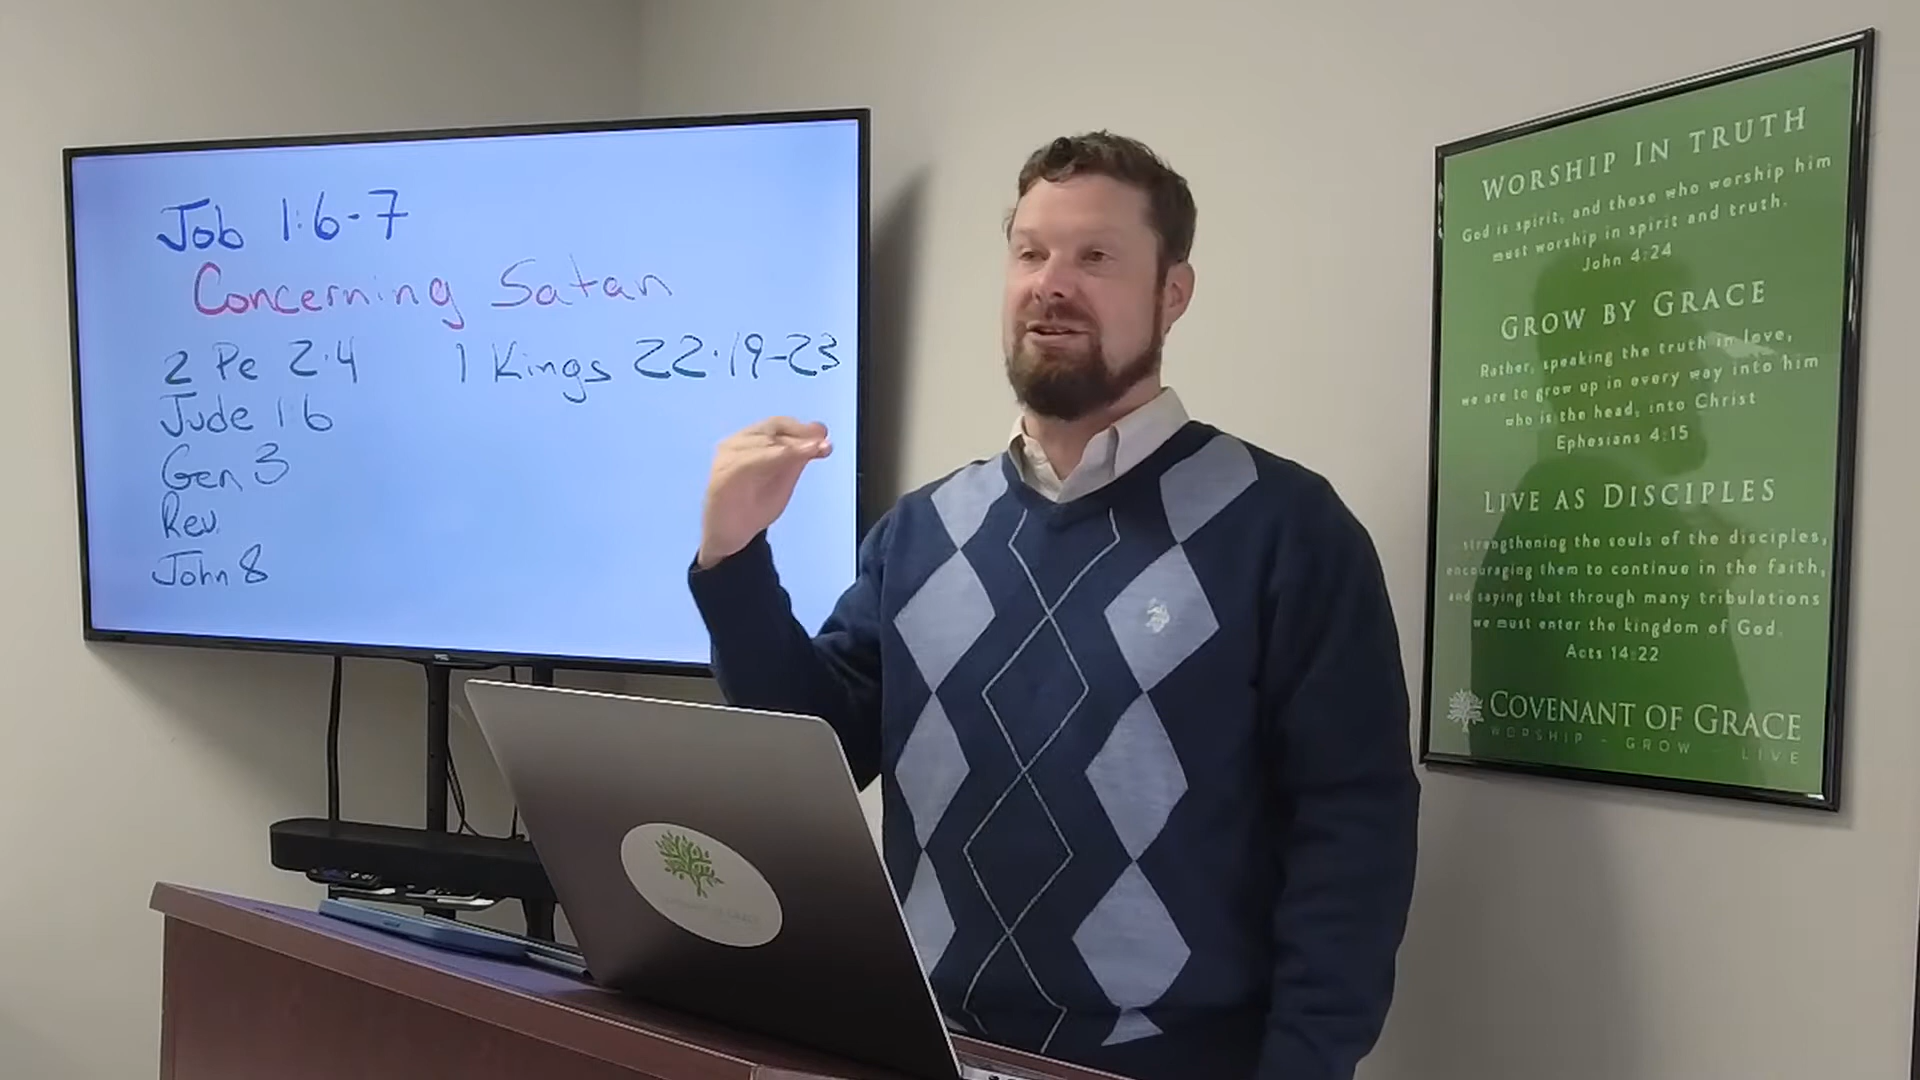 Job 1:6-7
Concerning Satan
2 Pe 2:4
1 Kings 22:19-23
Jude 1 6
Gen 3
Rev.
John 8
WORSHIP IN TRUTH
God is spirit, and those who worship him
must worship in spirit and truth.
John 4:24
GROW BY GRACE
Rather, speaking the truth in love,
we are to grow up in every way into him
who is the head, into Christ
Ephesians 4:15
LIVE AS DISCIPLES
strengthening the souls of the disciples,
encouraging them to continue in the faith,
and saying that through many tribulations
we must enter the kingdom of God.
Acts 14:22
COVENANT OF GRACE
WORSHIP - GROW - LIVE
COVENANT OF GRACE